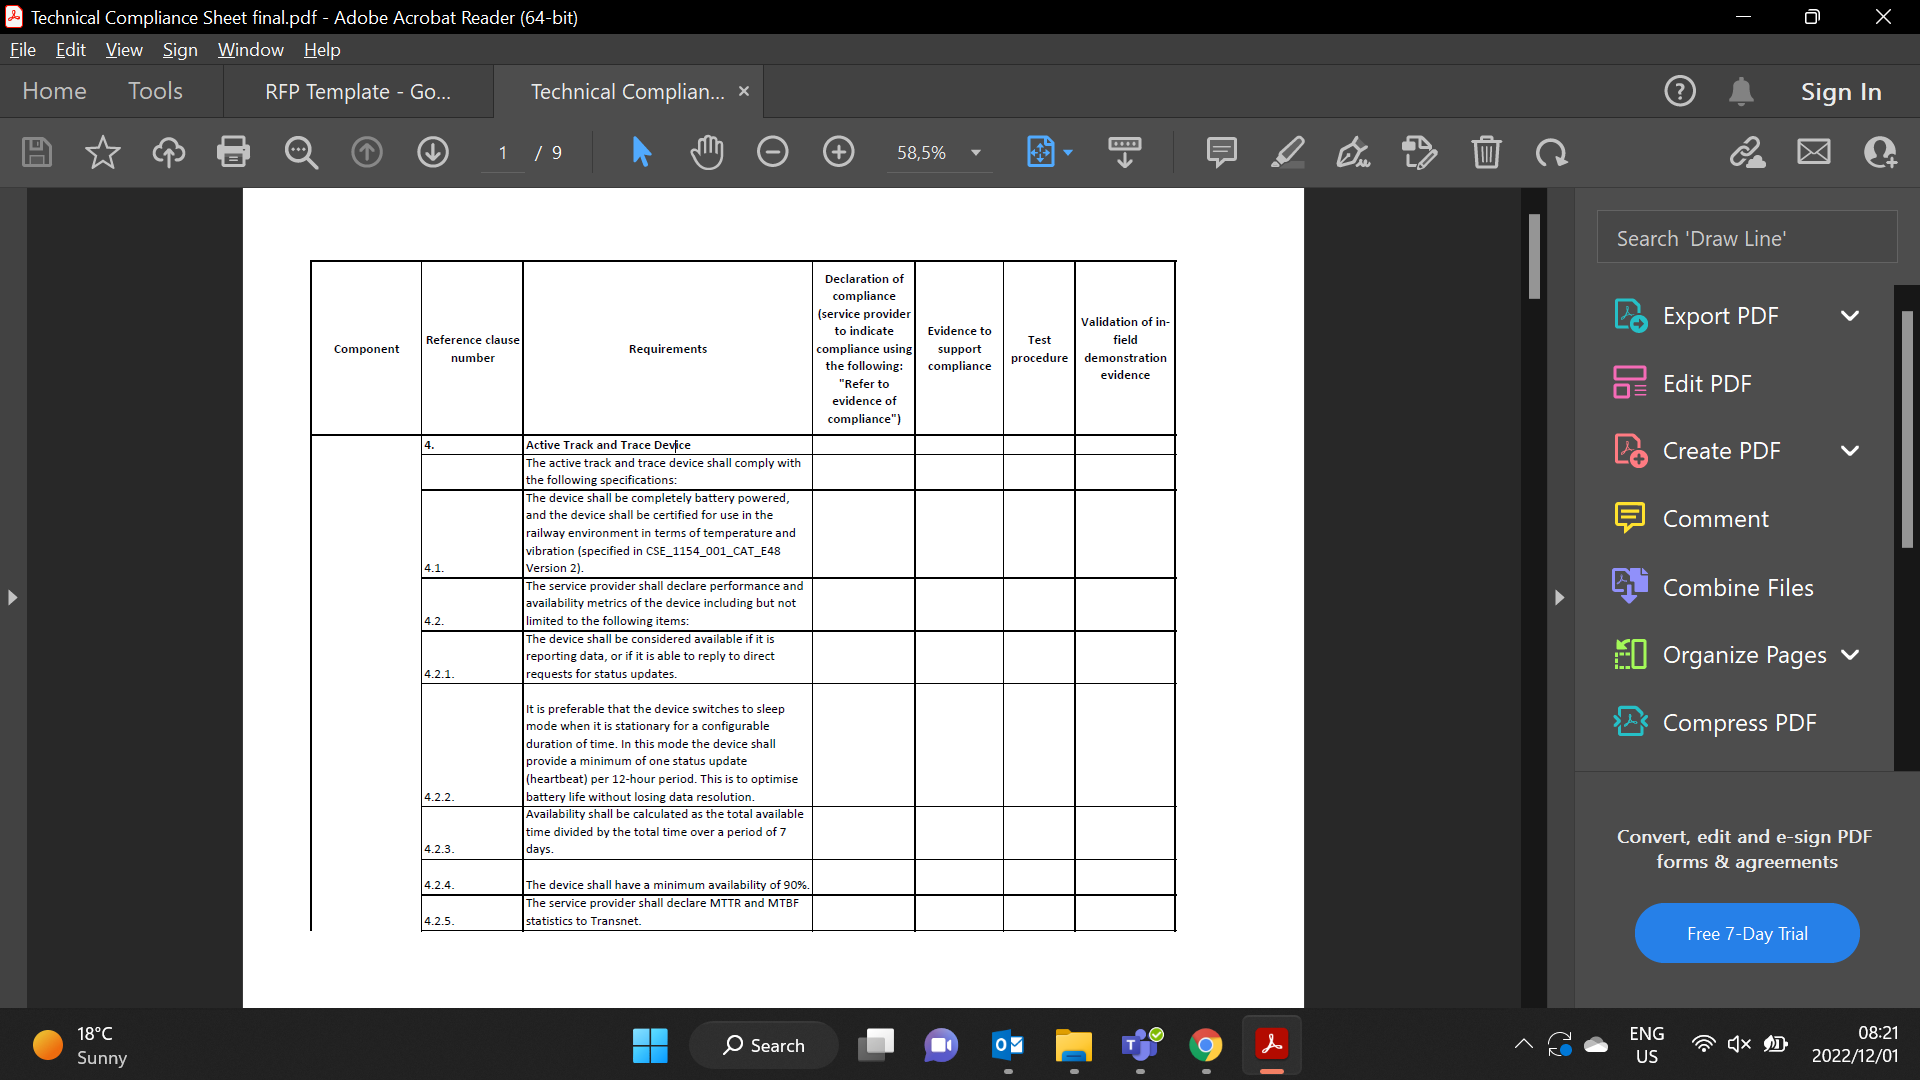 Technical Compliance Sheet final.pdf - Adobe Acrobat Reader (64-bit)
File Edit View Sign Window Help
Home Tools RFP Template - Go... Technical Complian... × Sign In
1 / 9 58,5%
Search 'Draw Line'
Export PDF
Edit PDF
Create PDF
Comment
Combine Files
Organize Pages
Compress PDF
Convert, edit and e-sign PDF
forms & agreements
Free 7-Day Trial
Component
Reference clause
number
Requirements
Declaration of
compliance
(service provider
to indicate
compliance using
the following:
"Refer to
evidence of
compliance")
Evidence to
support
compliance
Test
procedure
Validation of in-
field
demonstration
evidence
4. Active Track and Trace Device
The active track and trace device shall comply with
the following specifications:
The device shall be completely battery powered,
and the device shall be certified for use in the
railway environment in terms of temperature and
vibration (specified in CSE_1154_001_CAT_E48
4.1. Version 2).
The service provider shall declare performance and
availability metrics of the device including but not
4.2. limited to the following items:
The device shall be considered available if it is
reporting data, or if it is able to reply to direct
4.2.1. requests for status updates.
It is preferable that the device switches to sleep
mode when it is stationary for a configurable
duration of time. In this mode the device shall
provide a minimum of one status update
(heartbeat) per 12-hour period. This is to optimise
4.2.2. battery life without losing data resolution.
Availability shall be calculated as the total available
time divided by the total time over a period of 7
4.2.3. days.
4.2.4. The device shall have a minimum availability of 90%.
The service provider shall declare MTTR and MTBF
4.2.5. statistics to Transnet.
18°C
Sunny
Search
ENG
US
08:21
2022/12/01